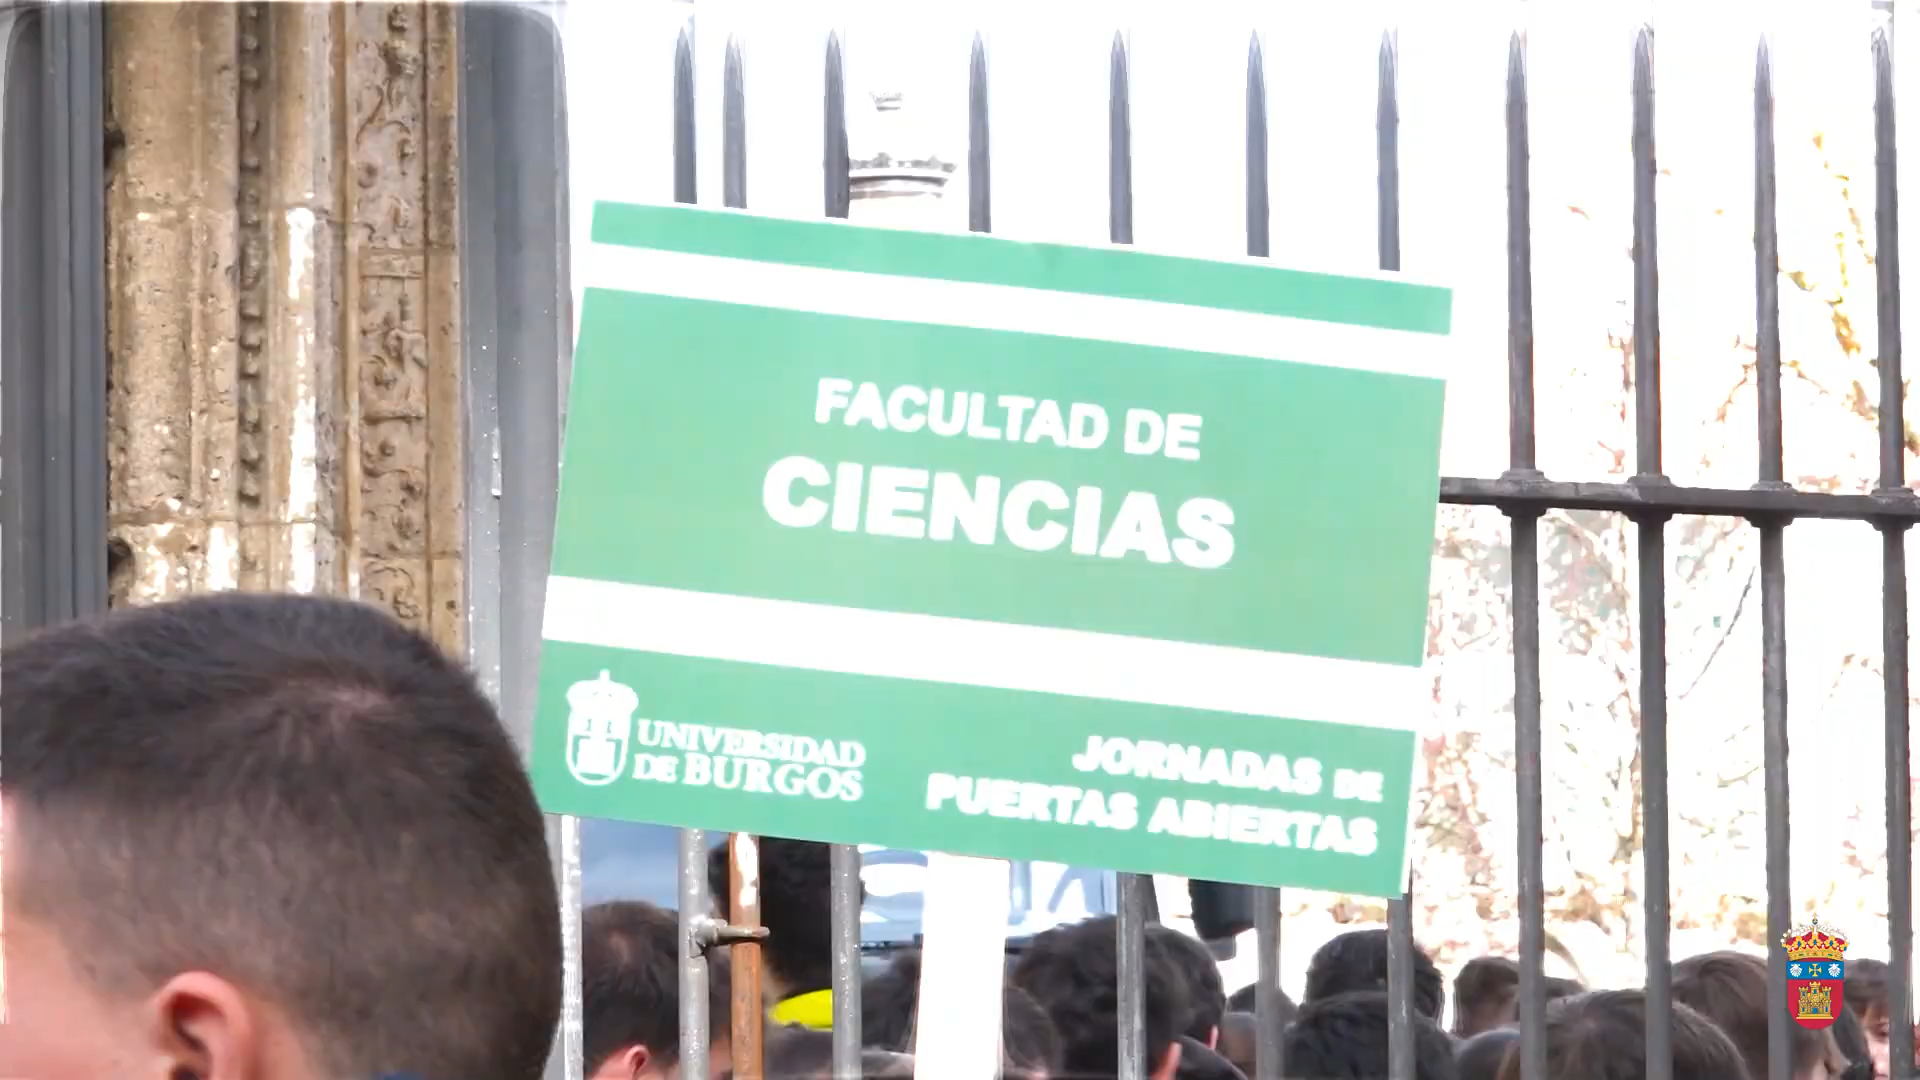 FACULTAD DE
CIENCIAS
UNIVERSIDAD
DE BURGOS
JORNADAS DE
PUERTAS ABIERTAS